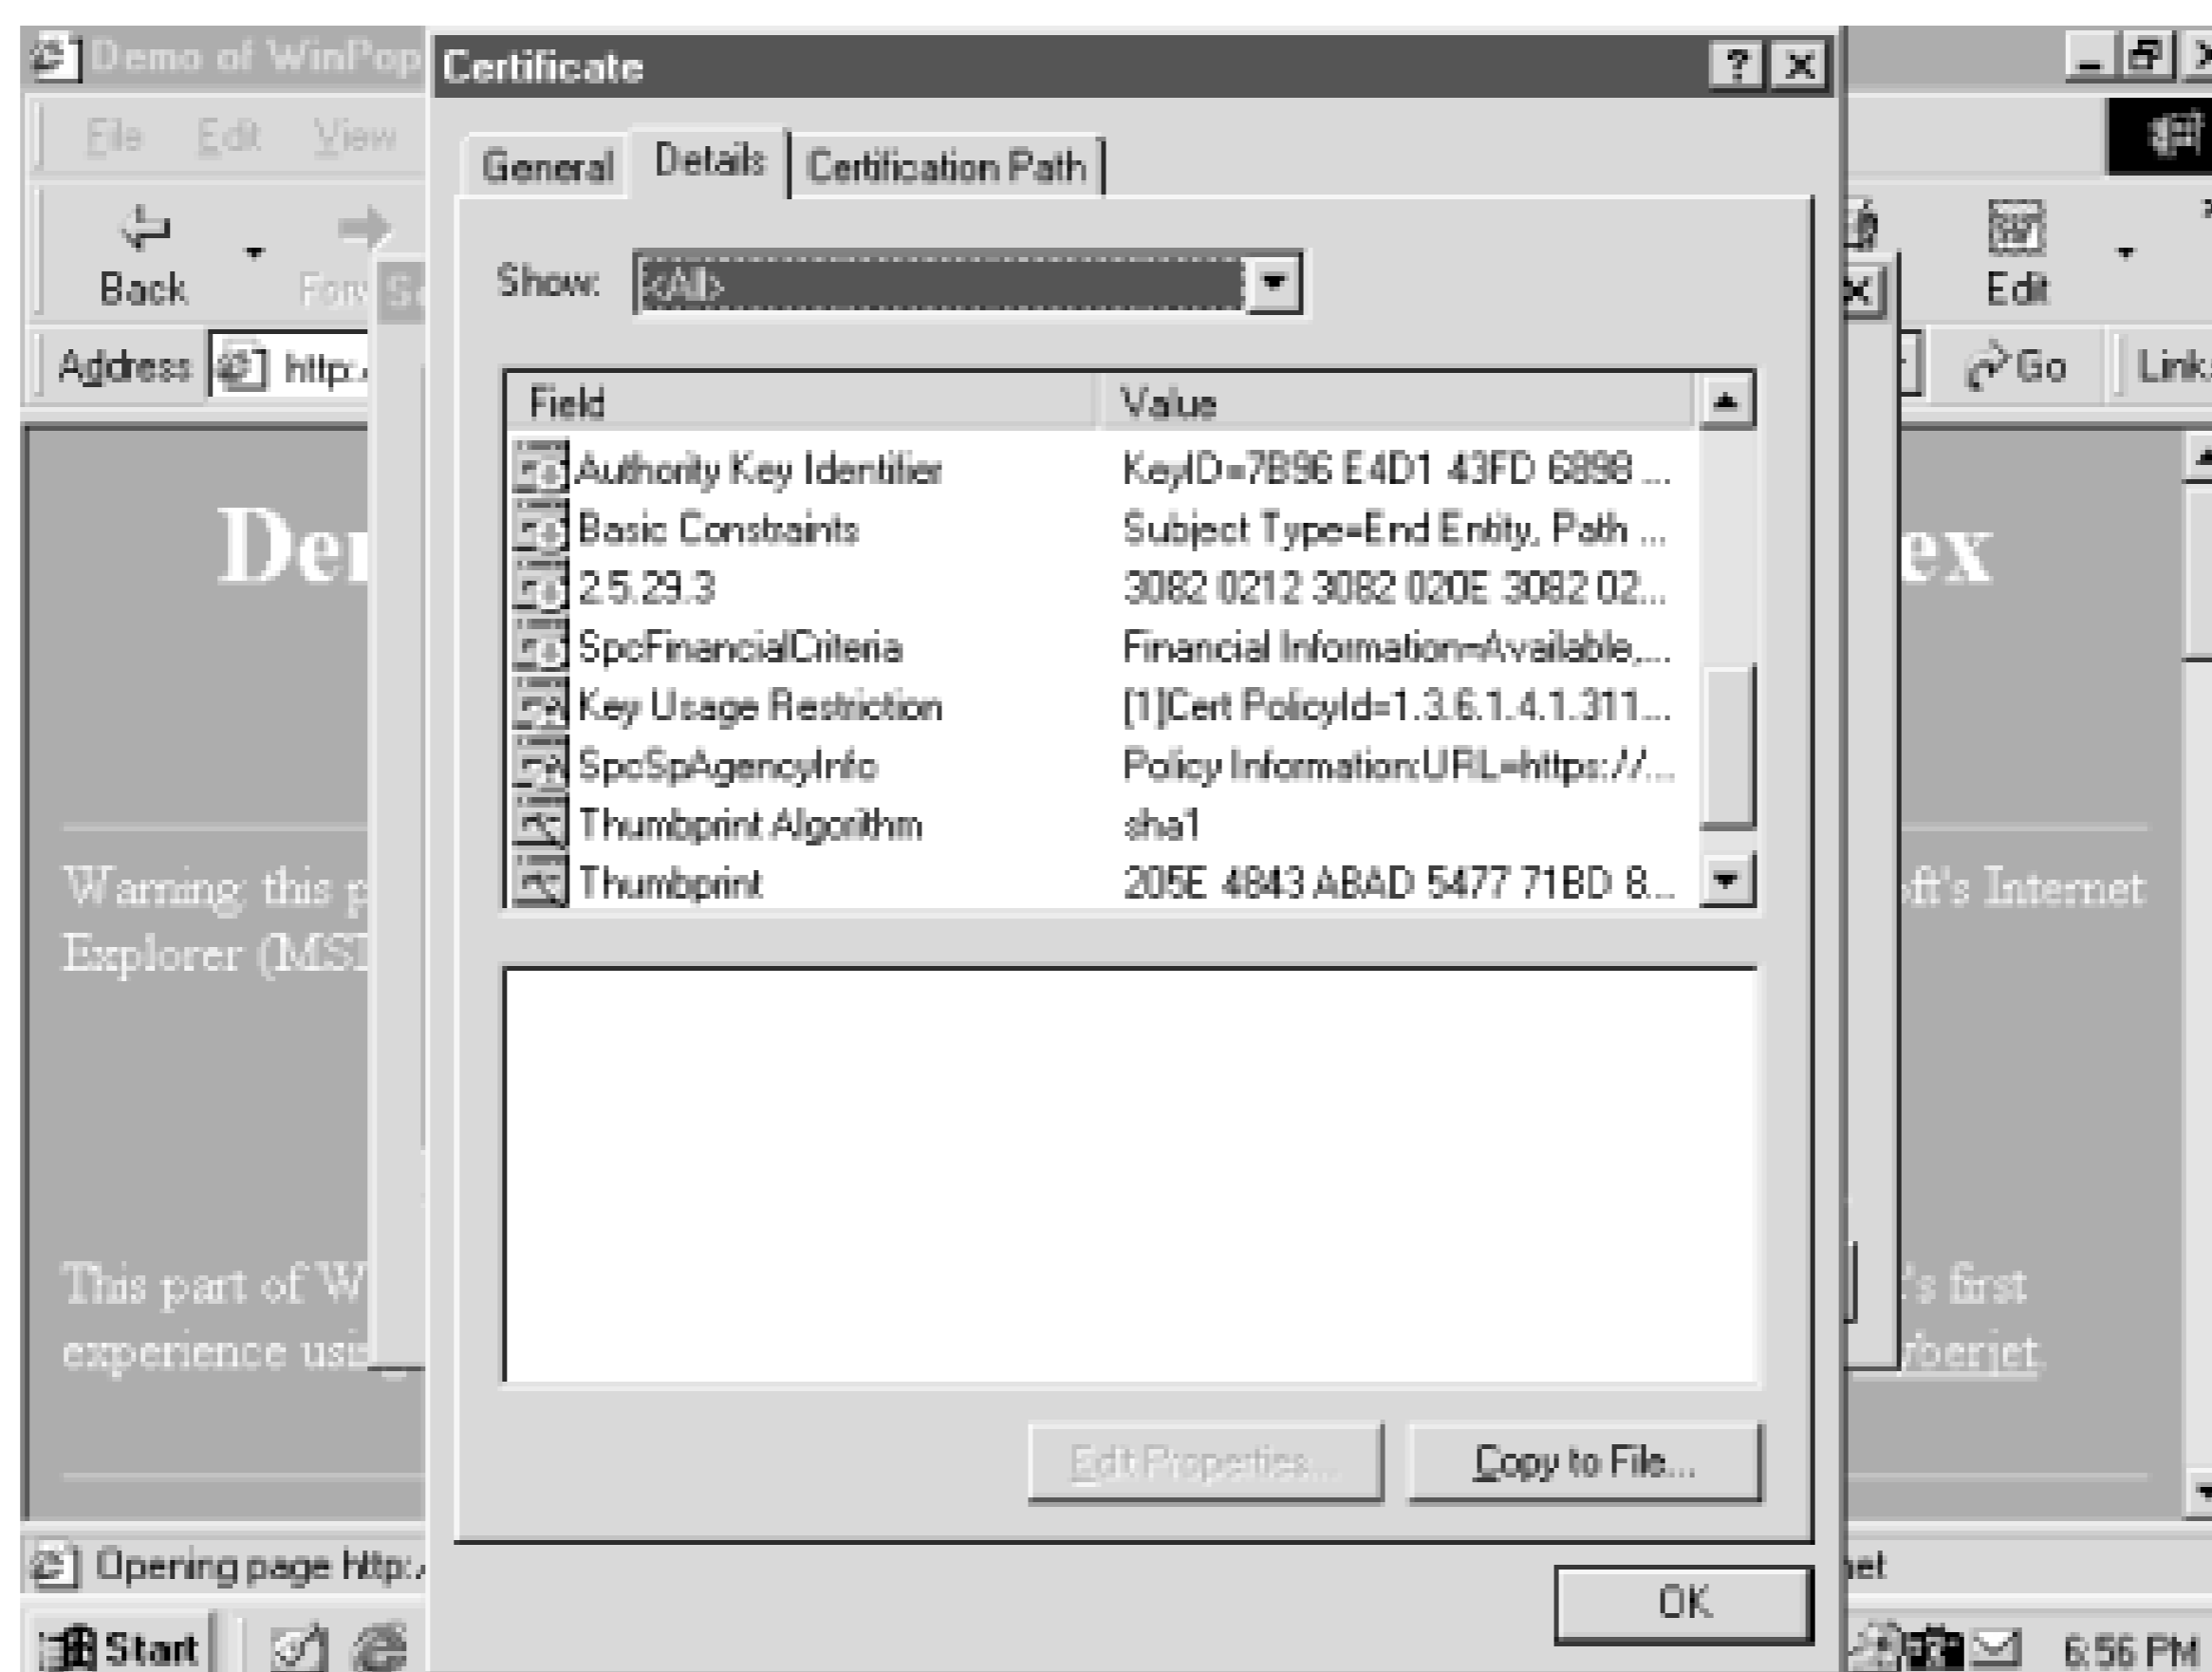 Demo of WinPop
Certificate
File Edit View
General Details Certification Path
Back
Edit
Show: <All>
Address http:/
Go Links
Field Value
Authority Key Identifier KeyID=7B96 E4D1 43FD 6898 ...
Basic Constraints Subject Type=End Entity, Path ...
2.5.29.3 3082 0212 3082 020E 3082 02...
SpcFinancialCriteria Financial Information=Available,...
Key Usage Restriction [1]Cert PolicyId=1.3.6.1.4.1.311...
SpcSpAgencyInfo Policy Information:URL=https://...
Thumbprint Algorithm sha1
Thumbprint 205E 4843 ABAD 5477 71BD 8...
Warning: this p
oft's Internet
Explorer (MSI
This part of W
's first
experience using
yberjet.
Edit Properties... Copy to File...
Opening page http:/
net
OK
Start
6:56 PM